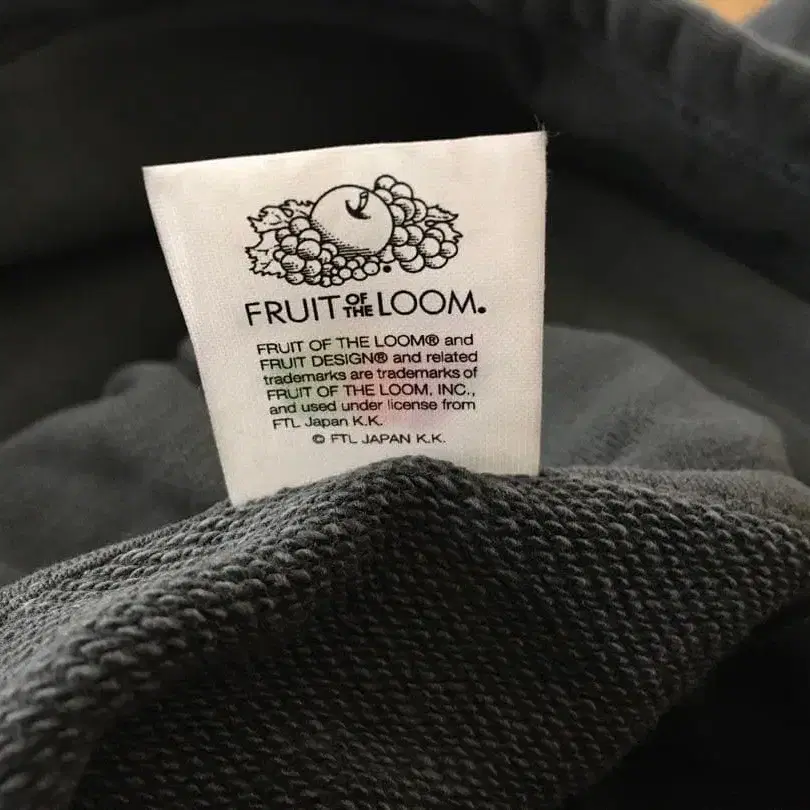 FRUIT OF THE LOOM.
FRUIT OF THE LOOM® and
FRUIT DESIGN® and related
trademarks are trademarks of
FRUIT OF THE LOOM, INC.,
and used under license from
FTL Japan K.K.
© FTL JAPAN K.K.